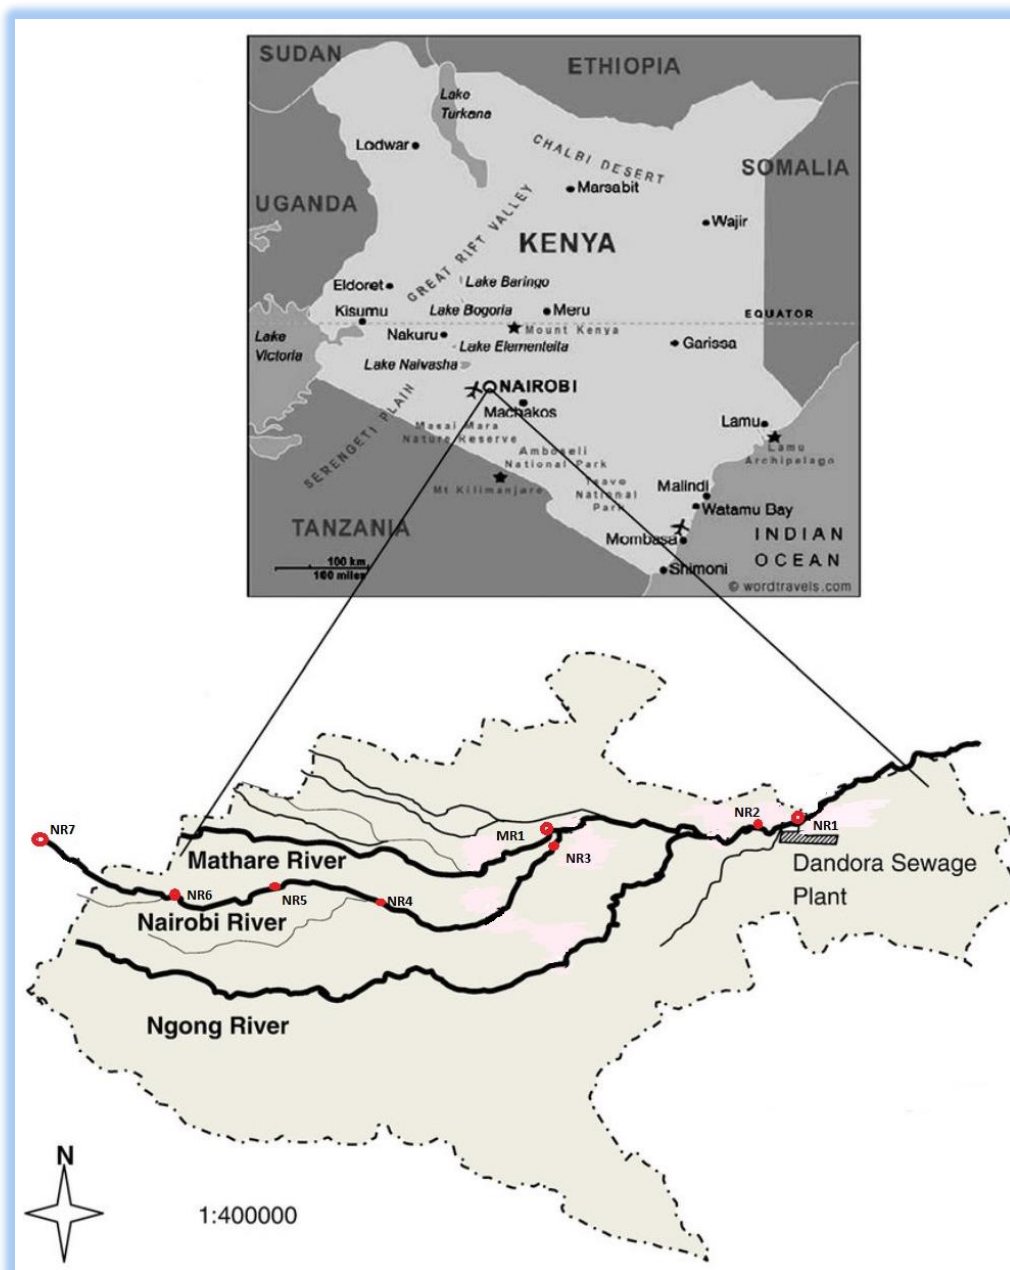 SUDAN
ETHIOPIA
Lake
Turkana
Lodwar
CHALBI DESERT
SOMALIA
Marsabit
UGANDA
Wajir
GREAT RIFT VALLEY
KENYA
Eldoret
Lake Baringo
Kisumu
Lake Bogoria
Meru
EQUATOR
Lake
Victoria
Nakuru
Mount Kenya
Lake Elementeita
Garissa
Lake Naivasha
NAIROBI
Machakos
SERENGETI PLAIN
Masai Mara
Nature Reserve
Lamu
Lamu
Archipelago
Amboseli
National Park
Mt Kilimanjaro
Tsavo
National
Park
Malindi
Watamu Bay
TANZANIA
Mombasa
INDIAN
OCEAN
100 km
160 miles
Shimoni
© wordtravels.com
NR7
MR1
NR2
NR1
NR3
Mathare River
Dandora Sewage
Plant
NR6
NR5
NR4
Nairobi River
Ngong River
N
1:400000